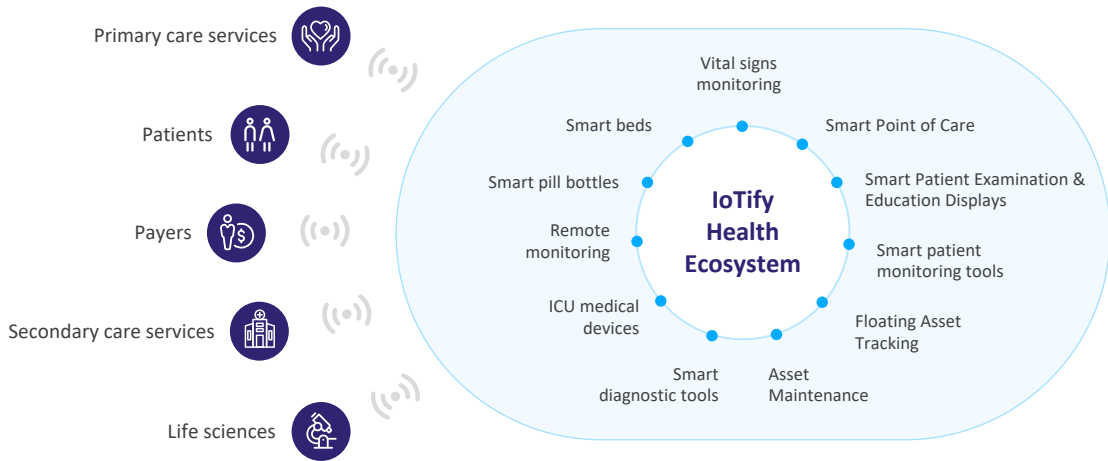 Primary care services
Patients
Payers
Secondary care services
Life sciences
Vital signs
monitoring
Smart beds
Smart Point of Care
Smart pill bottles
Smart Patient Examination &
Education Displays
Remote
monitoring
IoTify
Health
Ecosystem
Smart patient
monitoring tools
ICU medical
devices
Floating Asset
Tracking
Smart
diagnostic tools
Asset
Maintenance